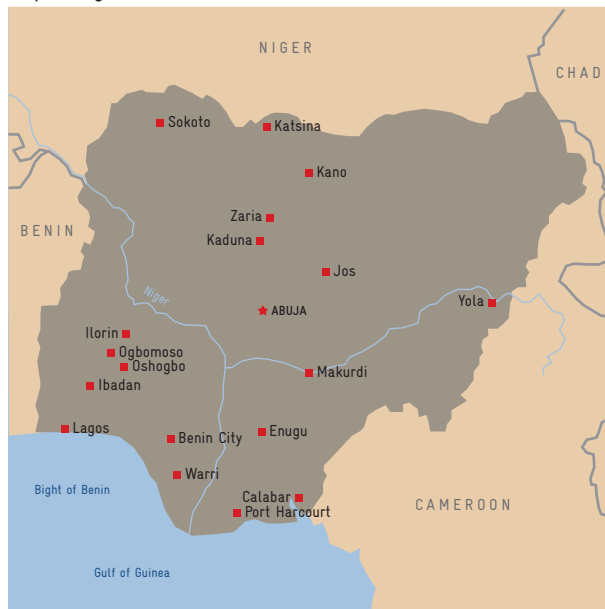 NIGER
CHAD
Sokoto
Katsina
Kano
Zaria
BENIN
Kaduna
Jos
Niger
Yola
ABUJA
Ilorin
Ogbomoso
Oshogbo
Makurdi
Ibadan
Lagos
Enugu
Benin City
Warri
Bight of Benin
Calabar
CAMEROON
Port Harcourt
Gulf of Guinea